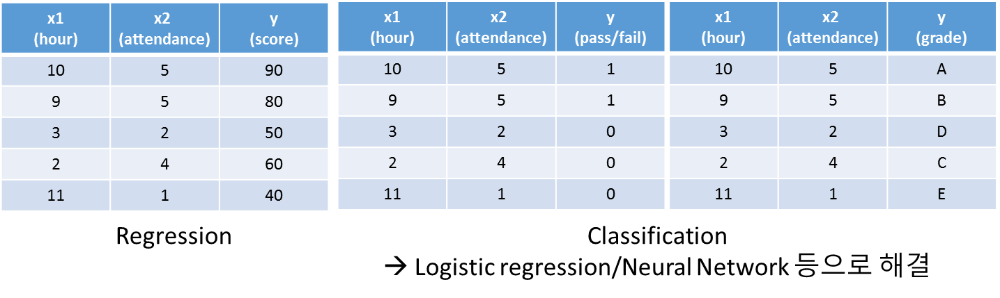 x1 (hour) x2 (attendance) y (score)
10 5 90
9 5 80
3 2 50
2 4 60
11 1 40
Regression
x1 (hour) x2 (attendance) y (pass/fail)
10 5 1
9 5 1
3 2 0
2 4 0
11 1 0
x1 (hour) x2 (attendance) y (grade)
10 5 A
9 5 B
3 2 D
2 4 C
11 1 E
Classification
→ Logistic regression/Neural Network 등으로 해결